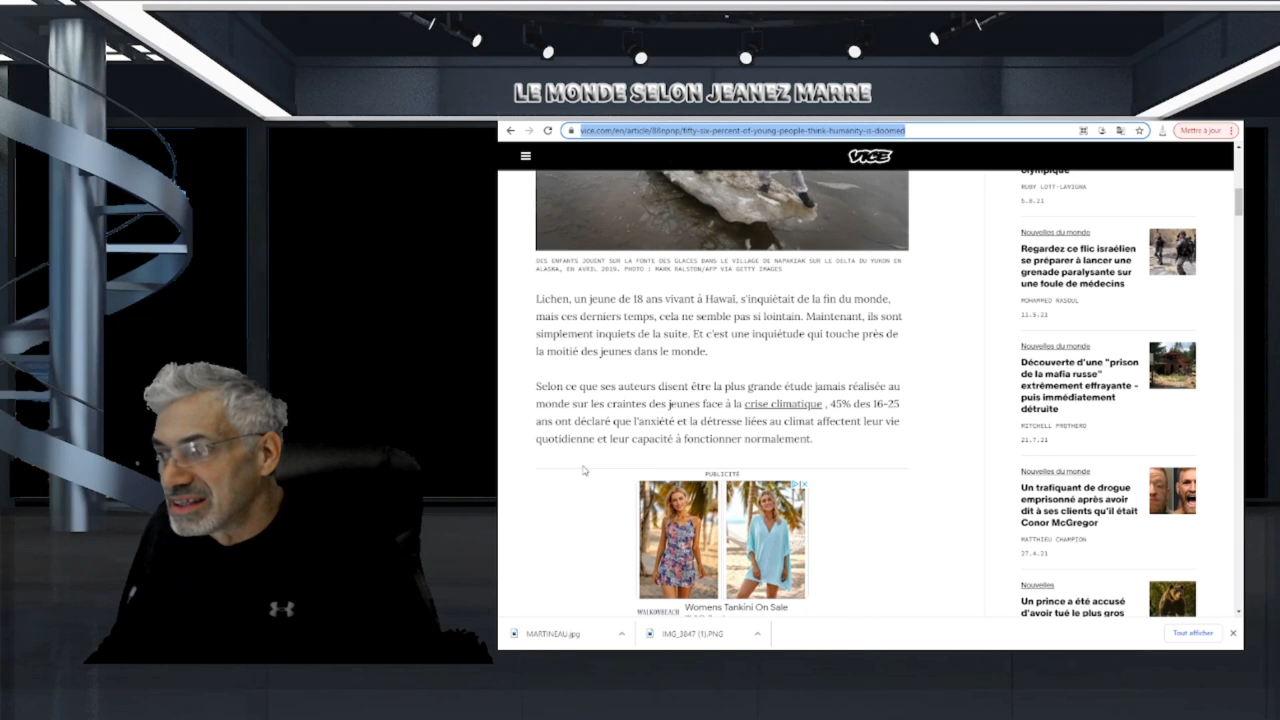 LE MONDE SELON JEANEZ MARRE
vice.com/en/article/88npnp/fifty-six-percent-of-young-people-think-humanity-is-doomed
Mettre à jour
VICE
DES ENFANTS JOUENT SUR LA FONTE DES GLACES DANS LE VILLAGE DE NAPAKIAK SUR LE DELTA DU YUKON EN
ALASKA, EN AVRIL 2019. PHOTO : MARK RALSTON/AFP VIA GETTY IMAGES
Lichen, un jeune de 18 ans vivant à Hawaï, s'inquiétait de la fin du monde,
mais ces derniers temps, cela ne semble pas si lointain. Maintenant, ils sont
simplement inquiets de la suite. Et c'est une inquiétude qui touche près de
la moitié des jeunes dans le monde.
Selon ce que ses auteurs disent être la plus grande étude jamais réalisée au
monde sur les craintes des jeunes face à la crise climatique , 45% des 16-25
ans ont déclaré que l'anxiété et la détresse liées au climat affectent leur vie
quotidienne et leur capacité à fonctionner normalement.
PUBLICITÉ
WALKONBEACH
Womens Tankini On Sale
olympique
RUBY LOTT-LAVIGNA
5.8.21
Nouvelles du monde
Regardez ce flic israélien
se préparer à lancer une
grenade paralysante sur
une foule de médecins
MOHAMMED RASOUL
11.5.21
Nouvelles du monde
Découverte d'une "prison
de la mafia russe"
extrêmement effrayante -
puis immédiatement
détruite
MITCHELL PROTHERO
21.7.21
Nouvelles du monde
Un trafiquant de drogue
emprisonné après avoir
dit à ses clients qu'il était
Conor McGregor
MATTHIEU CHAMPION
27.4.21
Nouvelles
Un prince a été accusé
d'avoir tué le plus gros
MARTINEAU.jpg
IMG_3847 (1).PNG
Tout afficher